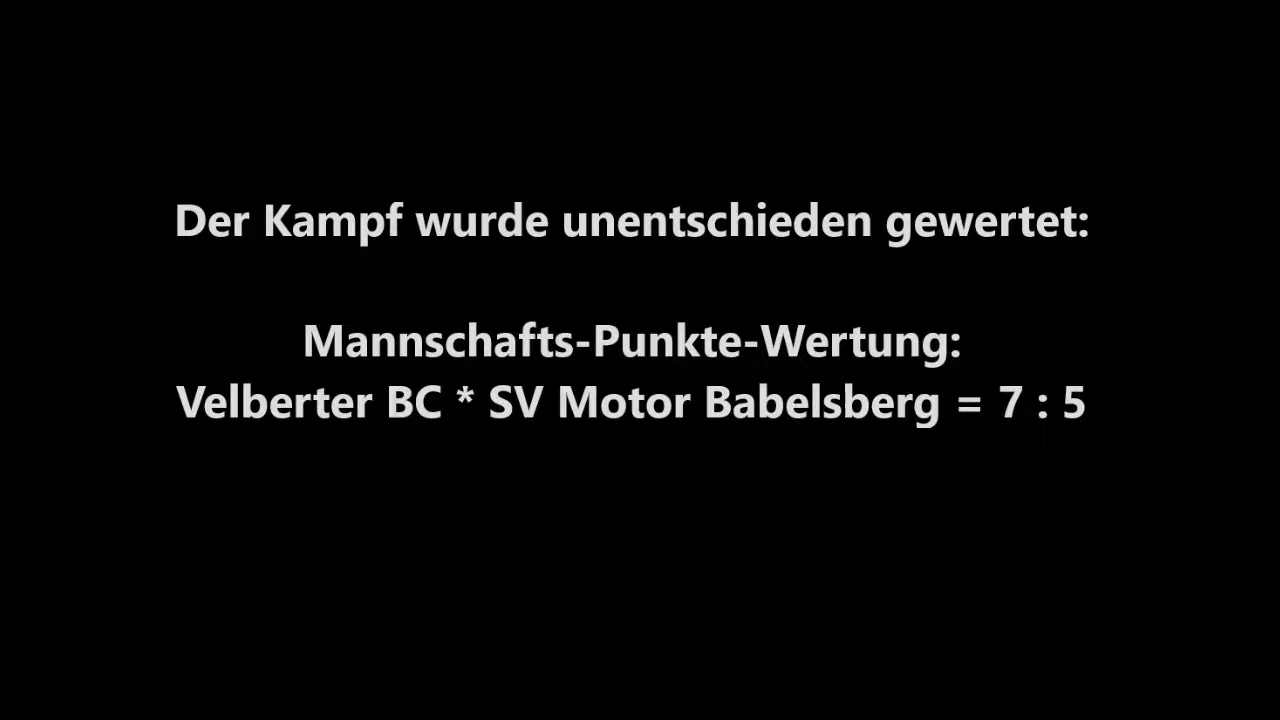 Der Kampf wurde unentschieden gewertet:
Mannschafts-Punkte-Wertung:
Velberter BC * SV Motor Babelsberg = 7 : 5